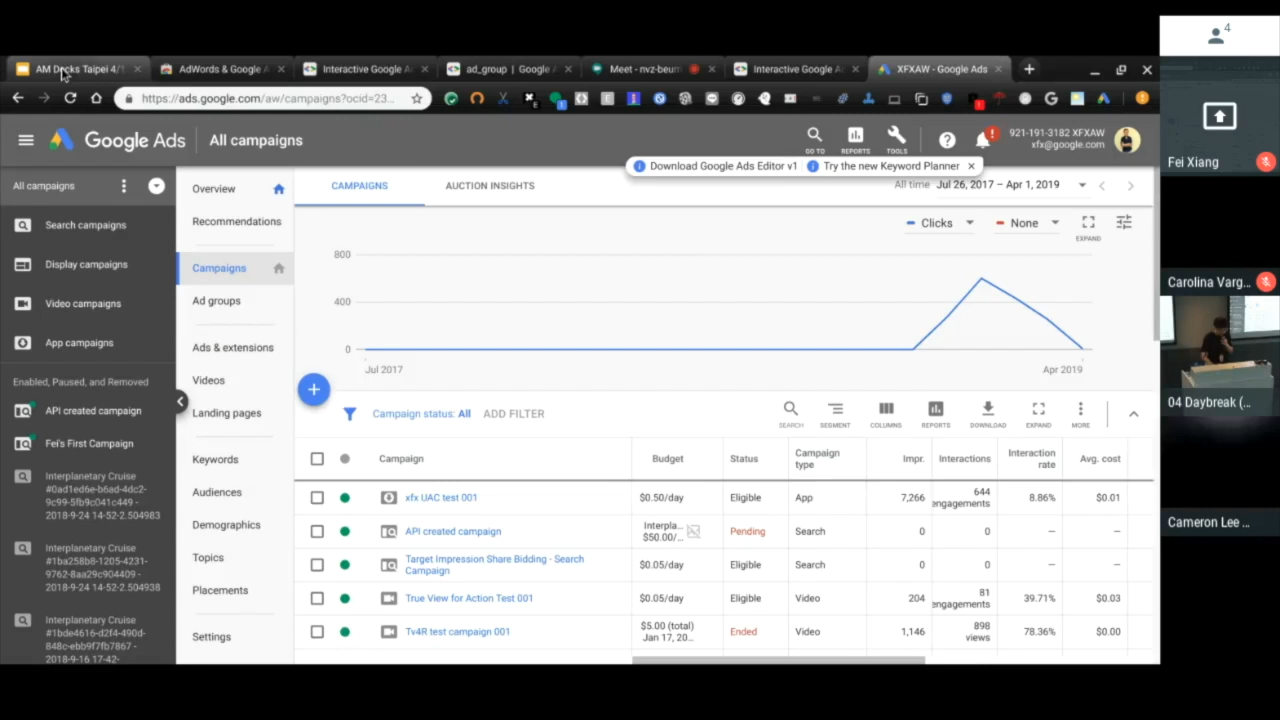 4
AM Decks Taipei 4/1
AdWords & Google A
Interactive Google A
ad_group | Google A
Meet - nvz-beum
Interactive Google A
XFXAW - Google Ads
https://ads.google.com/aw/campaigns?ocid=23...
Google Ads
All campaigns
GO TO
REPORTS
TOOLS
921-191-3182 XFXAW
xfx@google.com
Download Google Ads Editor v1
Try the new Keyword Planner
All campaigns
Search campaigns
Display campaigns
Video campaigns
App campaigns
Enabled, Paused, and Removed
API created campaign
Fei's First Campaign
Interplanetary Cruise
#0ad1ed6e-b6ad-4dc2-
9c99-5fb9c041c449 -
2018-9-24 14-52-2.504983
Interplanetary Cruise
#1ba258b8-1205-4231-
9762-8aa29c904409 -
2018-9-24 14-52-2.504938
Interplanetary Cruise
#1bde4616-d2f4-490d-
848c-ebb9f7fb7867 -
2018-9-16 17-42-
Overview
Recommendations
Campaigns
Ad groups
Ads & extensions
Videos
Landing pages
Keywords
Audiences
Demographics
Topics
Placements
Settings
CAMPAIGNS
AUCTION INSIGHTS
All time Jul 26, 2017 – Apr 1, 2019
Clicks
None
EXPAND
800
400
0
Jul 2017
Apr 2019
Campaign status: All
ADD FILTER
SEARCH
SEGMENT
COLUMNS
REPORTS
DOWNLOAD
EXPAND
MORE
Campaign Budget Status Campaign type Impr. Interactions Interaction rate Avg. cost
xfx UAC test 001 $0.50/day Eligible App 7,266 644 engagements 8.86% $0.01
API created campaign Interpla... $50.00/... Pending Search 0 0 – –
Target Impression Share Bidding - Search Campaign $0.05/day Eligible Search 0 0 – –
True View for Action Test 001 $0.05/day Eligible Video 204 81 engagements 39.71% $0.03
Tv4R test campaign 001 $5.00 (total) Jan 17, 20... Ended Video 1,146 898 views 78.36% $0.00
Fei Xiang
Carolina Varg...
04 Daybreak (...
Cameron Lee ...